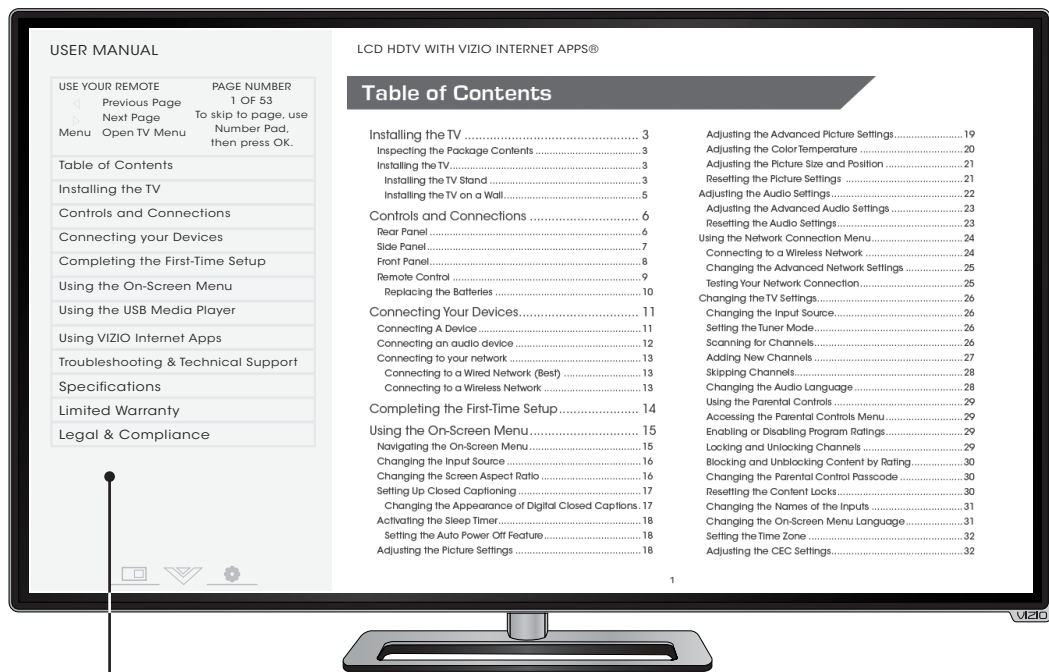 USER MANUAL
USE YOUR REMOTE
Previous Page
Next Page
Menu Open TV Menu
PAGE NUMBER
1 OF 53
To skip to page, use
Number Pad,
then press OK.
Table of Contents
Installing the TV
Controls and Connections
Connecting your Devices
Completing the First-Time Setup
Using the On-Screen Menu
Using the USB Media Player
Using VIZIO Internet Apps
Troubleshooting & Technical Support
Specifications
Limited Warranty
Legal & Compliance
LCD HDTV WITH VIZIO INTERNET APPS®
Table of Contents
Installing the TV ... 3
Inspecting the Package Contents ... 3
Installing the TV ... 3
Installing the TV Stand ... 3
Installing the TV on a Wall ... 5
Controls and Connections ... 6
Rear Panel ... 6
Side Panel ... 7
Front Panel ... 8
Remote Control ... 9
Replacing the Batteries ... 10
Connecting Your Devices ... 11
Connecting A Device ... 11
Connecting an audio device ... 12
Connecting to your network ... 13
Connecting to a Wired Network (Best) ... 13
Connecting to a Wireless Network ... 13
Completing the First-Time Setup ... 14
Using the On-Screen Menu ... 15
Navigating the On-Screen Menu ... 15
Changing the Input Source ... 16
Changing the Screen Aspect Ratio ... 16
Setting Up Closed Captioning ... 17
Changing the Appearance of Digital Closed Captions. 17
Activating the Sleep Timer ... 18
Setting the Auto Power Off Feature ... 18
Adjusting the Picture Settings ... 18
Adjusting the Advanced Picture Settings ... 19
Adjusting the Color Temperature ... 20
Adjusting the Picture Size and Position ... 21
Resetting the Picture Settings ... 21
Adjusting the Audio Settings ... 22
Adjusting the Advanced Audio Settings ... 23
Resetting the Audio Settings ... 23
Using the Network Connection Menu ... 24
Connecting to a Wireless Network ... 24
Changing the Advanced Network Settings ... 25
Testing Your Network Connection ... 25
Changing the TV Settings ... 26
Changing the Input Source ... 26
Setting the Tuner Mode ... 26
Scanning for Channels ... 26
Adding New Channels ... 27
Skipping Channels ... 28
Changing the Audio Language ... 28
Using the Parental Controls ... 29
Accessing the Parental Controls Menu ... 29
Enabling or Disabling Program Ratings ... 29
Locking and Unlocking Channels ... 29
Blocking and Unblocking Content by Rating ... 30
Changing the Parental Control Passcode ... 30
Resetting the Content Locks ... 30
Changing the Names of the Inputs ... 31
Changing the On-Screen Menu Language ... 31
Setting the Time Zone ... 32
Adjusting the CEC Settings ... 32
1
VIZIO